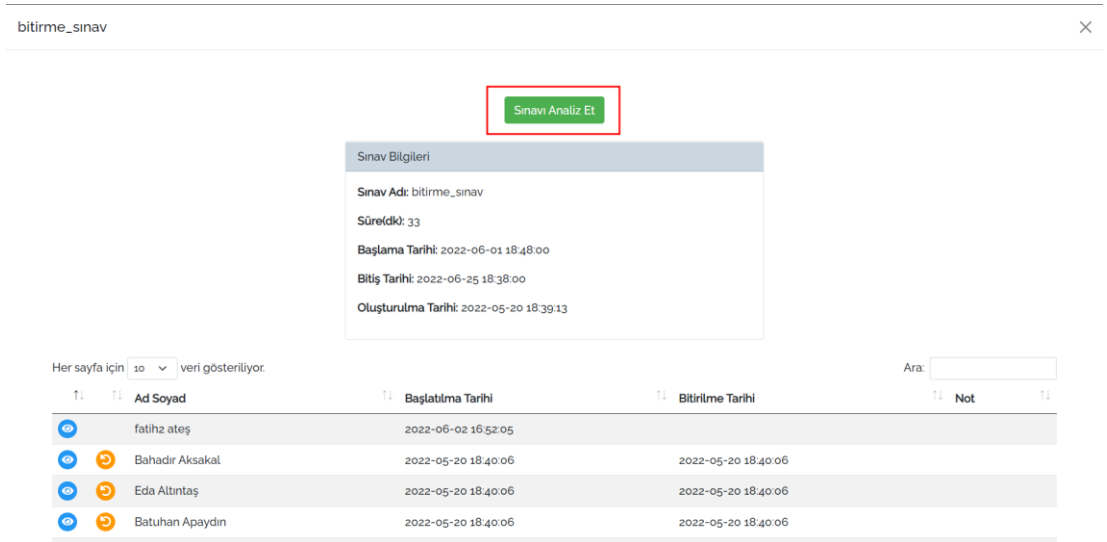 bitirme_sınav
Sınavı Analiz Et
Sınav Bilgileri
Sınav Adı: bitirme_sınav
Süre(dk): 33
Başlama Tarihi: 2022-06-01 18:48:00
Bitiş Tarihi: 2022-06-25 18:38:00
Oluşturulma Tarihi: 2022-05-20 18:39:13
Her sayfa için 10 veri gösteriliyor. Ara:
Ad Soyad Başlatılma Tarihi Bitirilme Tarihi Not
fatih2 ateş 2022-06-02 16:52:05
Bahadır Aksakal 2022-05-20 18:40:06 2022-05-20 18:40:06
Eda Altıntaş 2022-05-20 18:40:06 2022-05-20 18:40:06
Batuhan Apaydın 2022-05-20 18:40:06 2022-05-20 18:40:06